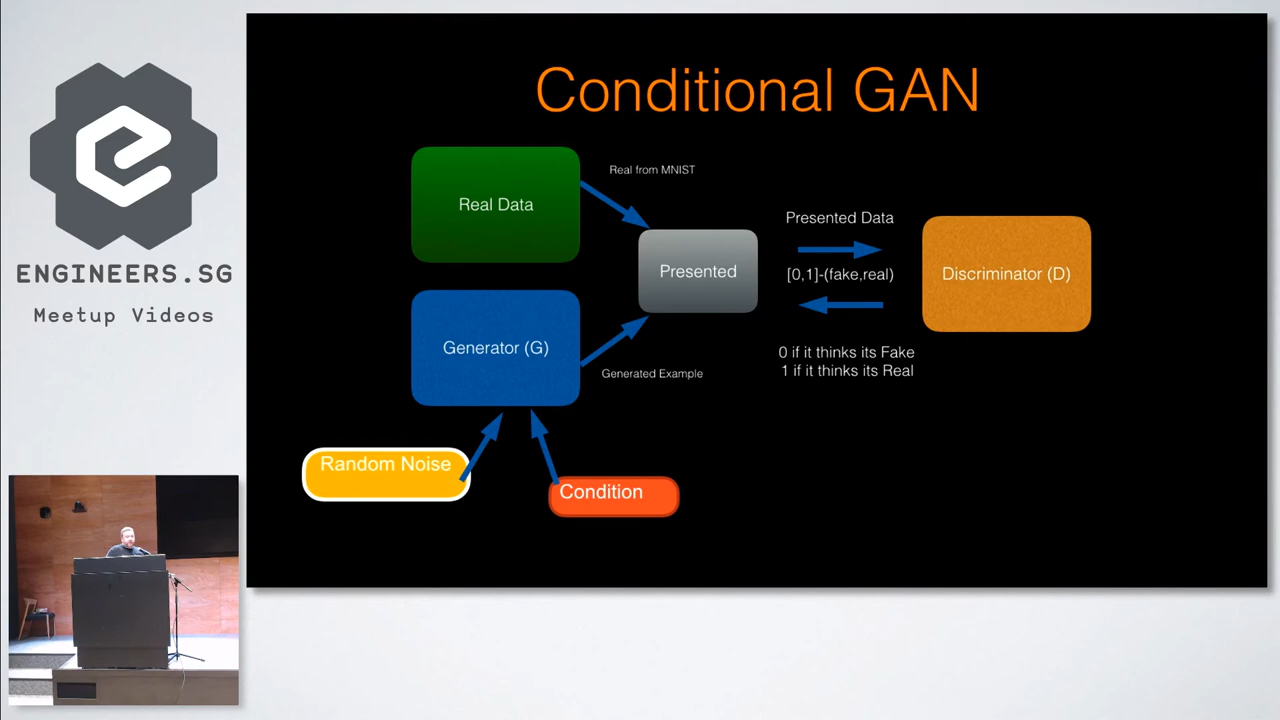 ENGINEERS.SG
Meetup Videos
Conditional GAN
Real Data
Real from MNIST
Presented
Presented Data
[0,1]-(fake,real)
Discriminator (D)
0 if it thinks its Fake
1 if it thinks its Real
Generator (G)
Generated Example
Random Noise
Condition